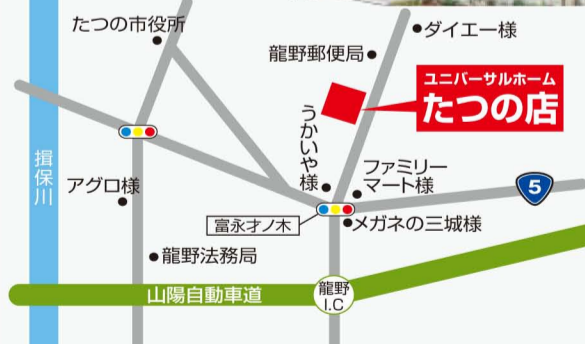 たつの市役所
ダイエー様
龍野郵便局
ユニバーサルホーム
たつの店
うかいや様
揖保川
アグロ様
ファミリー
マート様
5
富永才ノ木
メガネの三城様
龍野法務局
山陽自動車道
龍野
I.C